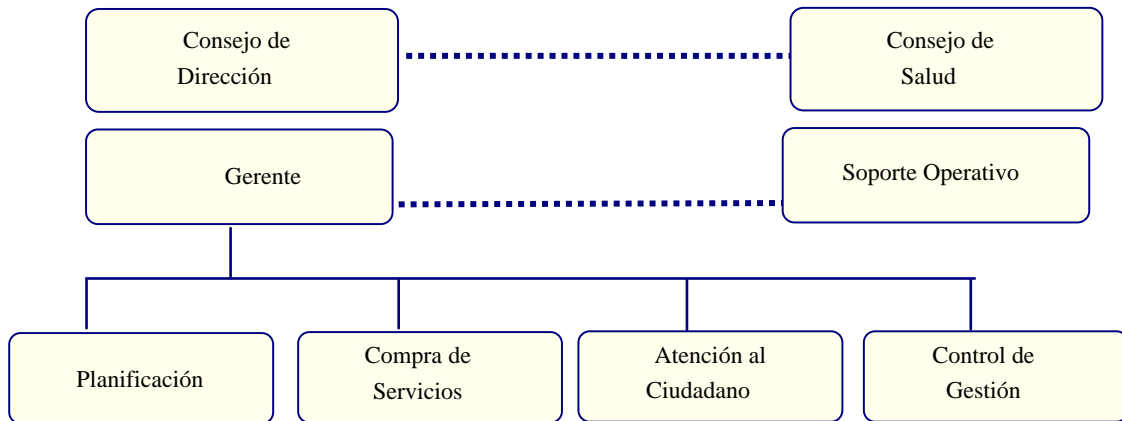 Consejo de
Dirección
Consejo de
Salud
Gerente
Soporte Operativo
Planificación
Compra de
Servicios
Atención al
Ciudadano
Control de
Gestión